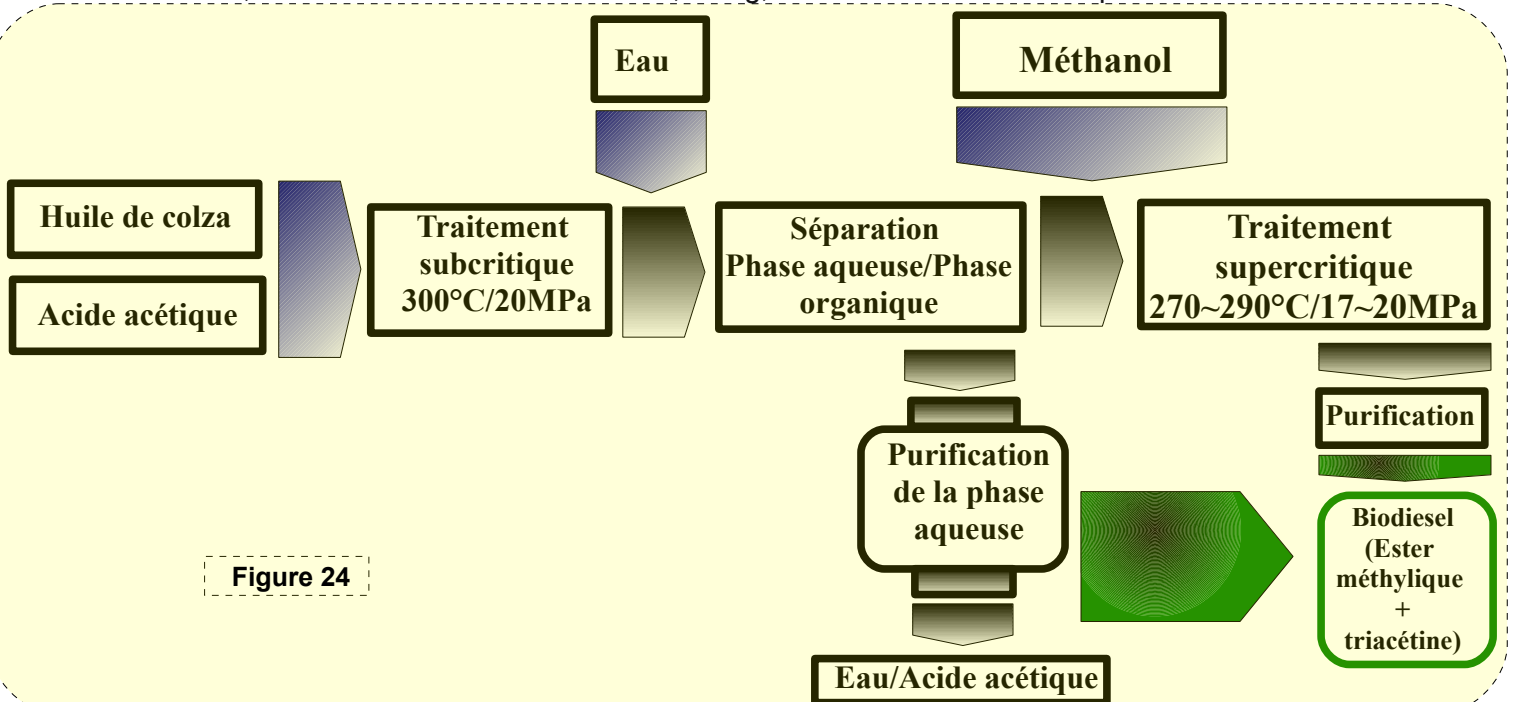 Eau
Méthanol
Huile de colza
Acide acétique
Traitement
subcritique
300°C/20MPa
Séparation
Phase aqueuse/Phase
organique
Traitement
supercritique
270~290°C/17~20MPa
Purification
Purification
de la phase
aqueuse
Biodiesel
(Ester
méthylique
+
triacétine)
Figure 24
Eau/Acide acétique